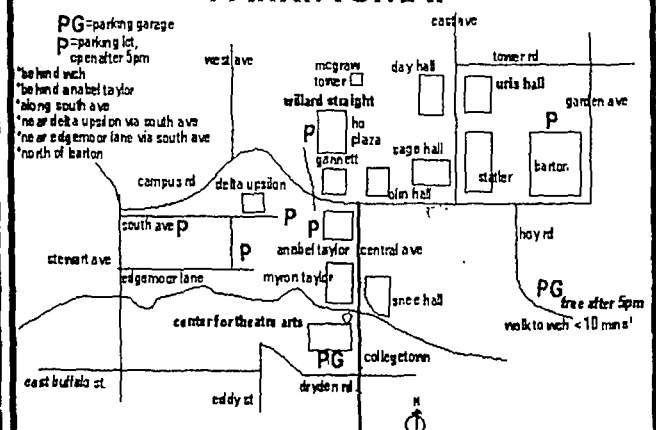 PG=parking garage
P=parking lot,
open after 5pm
*behind wsh
*behind anabel taylor
*along south ave
*near delta upsilon via south ave
*near edgemoor lane via south ave
*north of barton
east ave
tower rd
west ave
mcgraw
tower
day hall
uris hall
garden ave
willard straight
P
P
ho
plaza
gannett
sage hall
olin hall
statler
barton
campus rd
delta upsilon
south ave P
P
P
P
anabel taylor
central ave
hoy rd
stewart ave
edgemoor lane
myron taylor
snee hall
PG
free after 5pm
walk to wsh < 10 mins!
center for theatre arts
PG
collegetown
east buffalo st.
dryden rd
eddy st
N